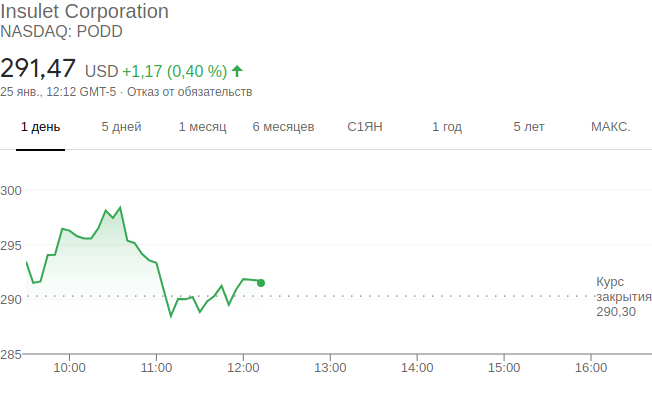 Insulet Corporation
NASDAQ: PODD
291,47 USD +1,17 (0,40 %)
25 янв., 12:12 GMT-5 · Отказ от обязательств
1 день 5 дней 1 месяц 6 месяцев С1ЯН 1 год 5 лет МАКС.
300
295
290
285
Курс
закрытия
290,30
10:00 11:00 12:00 13:00 14:00 15:00 16:00